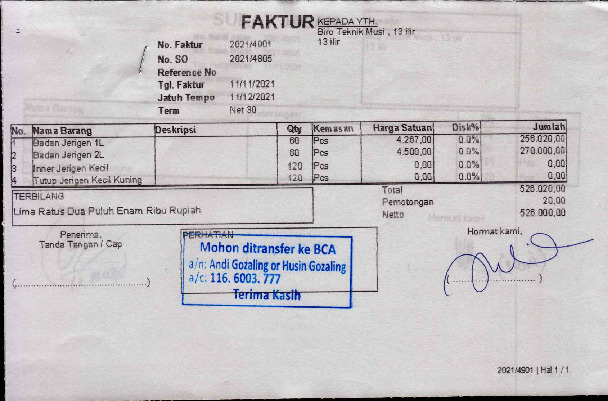 FAKTUR
KEPADA YTH.
Biro Teknik Musi, 13 ilir
13 ilir
No. Faktur 2021/4901
No. SO 2021/4805
Reference No
Tgl. Faktur 11/11/2021
Jatuh Tempo 11/12/2021
Term Net 30
No. Nama Barang Deskripsi Qty Kemasan Harga Satuan Disk% Jumlah
1 Badan Jerigen 1L 60 Pcs 4.267,00 0.0% 256.020,00
2 Badan Jerigen 2L 60 Pcs 4.500,00 0.0% 270.000,00
3 Inner Jerigen Kecil 120 Pcs 0,00 0.0% 0,00
4 Tutup Jerigen Kecil Kuning 120 Pcs 0,00 0.0% 0,00
Total 526.020,00
Pemotongan 20,00
Netto 526.000,00
TERBILANG
Lima Ratus Dua Puluh Enam Ribu Rupiah
Penerima,
Tanda Tangan / Cap
PERHATIAN
Mohon ditransfer ke BCA
a/n: Andi Gozaling or Husin Gozaling
a/c: 116. 6003. 777
Terima Kasih
Hormat kami,
2021/4901 | Hal 1 / 1